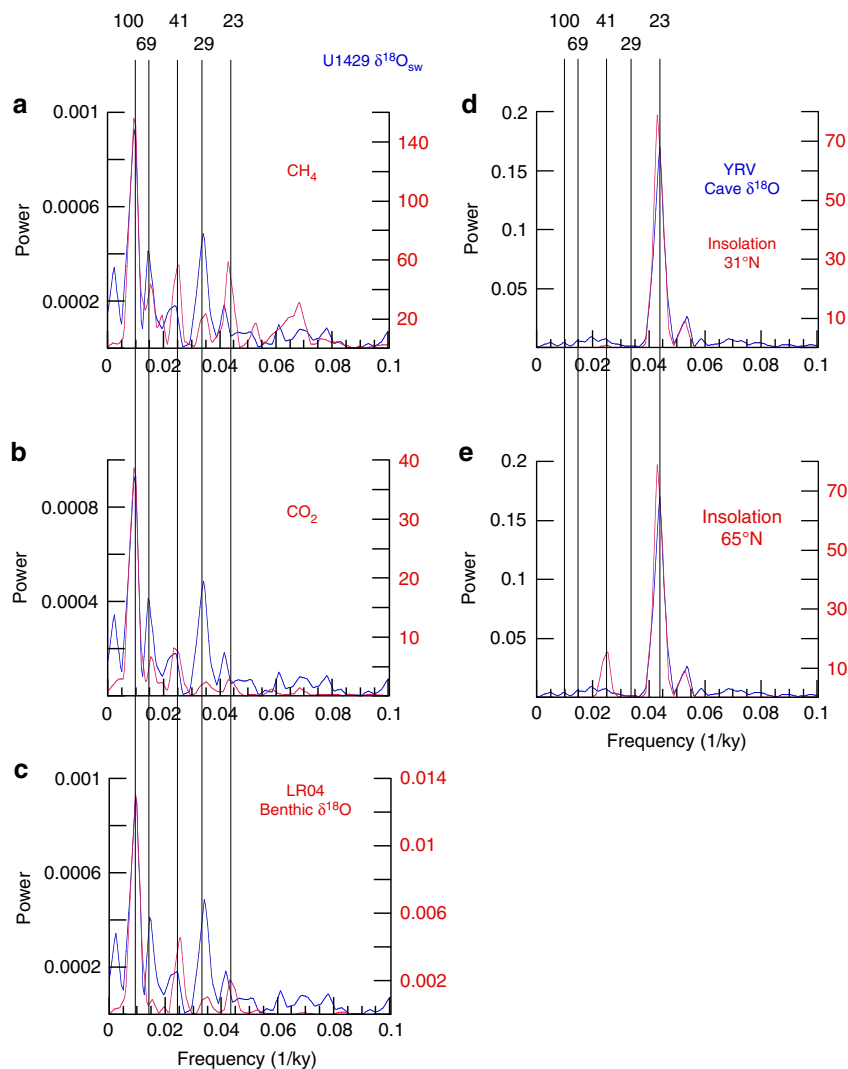 100 41 23
69 29
U1429 δ18Osw
a
0.001
0.0006
0.0002
Power
CH4
140
100
60
20
0 0.02 0.04 0.06 0.08 0.1
b
0.0008
0.0004
Power
CO2
40
30
20
10
0 0.02 0.04 0.06 0.08 0.1
c
0.001
0.0006
0.0002
Power
LR04
Benthic δ18O
0.014
0.010
0.006
0.002
0 0.02 0.04 0.06 0.08 0.1
Frequency (1/ky)
100 41 23
69 29
d
0.2
0.15
0.1
0.05
Power
YRV
Cave δ18O
Insolation
31°N
70
50
30
10
0 0.02 0.04 0.06 0.08 0.1
e
0.2
0.15
0.1
0.05
Power
Insolation
65°N
70
50
30
10
0 0.02 0.04 0.06 0.08 0.1
Frequency (1/ky)